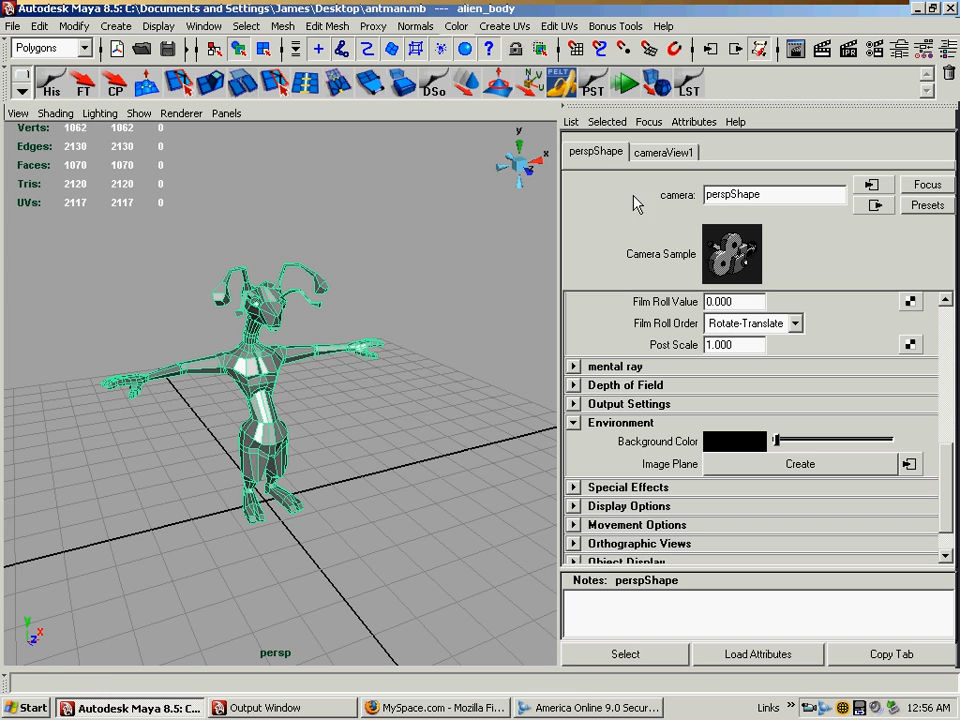 Autodesk Maya 8.5: C:\Documents and Settings\James\Desktop\antman.mb --- alien_body
File Edit Modify Create Display Window Select Mesh Edit Mesh Proxy Normals Color Create UVs Edit UVs Bonus Tools Help
Polygons
His FT CP DSo PELT PST LST
View Shading Lighting Show Renderer Panels
List Selected Focus Attributes Help
Verts: 1062 1062 0
Edges: 2130 2130 0
Faces: 1070 1070 0
Tris: 2120 2120 0
UVs: 2117 2117 0
y
x
perspShape cameraView1
camera: perspShape
Focus
Presets
Camera Sample
Film Roll Value 0.000
Film Roll Order Rotate-Translate
Post Scale 1.000
mental ray
Depth of Field
Output Settings
Environment
Background Color
Image Plane Create
Special Effects
Display Options
Movement Options
Orthographic Views
Object Display
Notes: perspShape
y
x
z
persp
Select Load Attributes Copy Tab
Start Autodesk Maya 8.5: C... Output Window MySpace.com - Mozilla Fi... America Online 9.0 Secur... Links » 12:56 AM